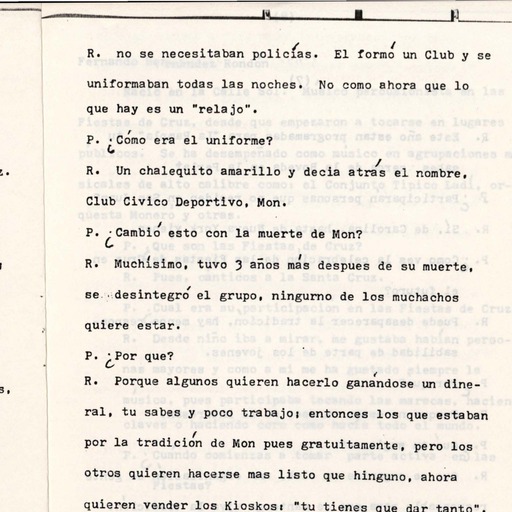 R. no se necesitaban policías. El formó un Club y se
uniformaban todas las noches. No como ahora que lo
que hay es un "relajo".
P. ¿Cómo era el uniforme?
R. Un chalequito amarillo y decia atrás el nombre,
Club Civico Deportivo, Mon.
P. ¿Cambió esto con la muerte de Mon?
R. Muchísimo, tuvo 3 años más despues de su muerte,
se desintegró el grupo, ningurno de los muchachos
quiere estar.
P. ¿Por que?
R. Porque algunos quieren hacerlo ganándose un dine-
ral, tu sabes y poco trabajo; entonces los que estaban
por la tradición de Mon pues gratuitamente, pero los
otros quieren hacerse mas listo que ninguno, ahora
quieren vender los Kioskos: "tu tienes que dar tanto".